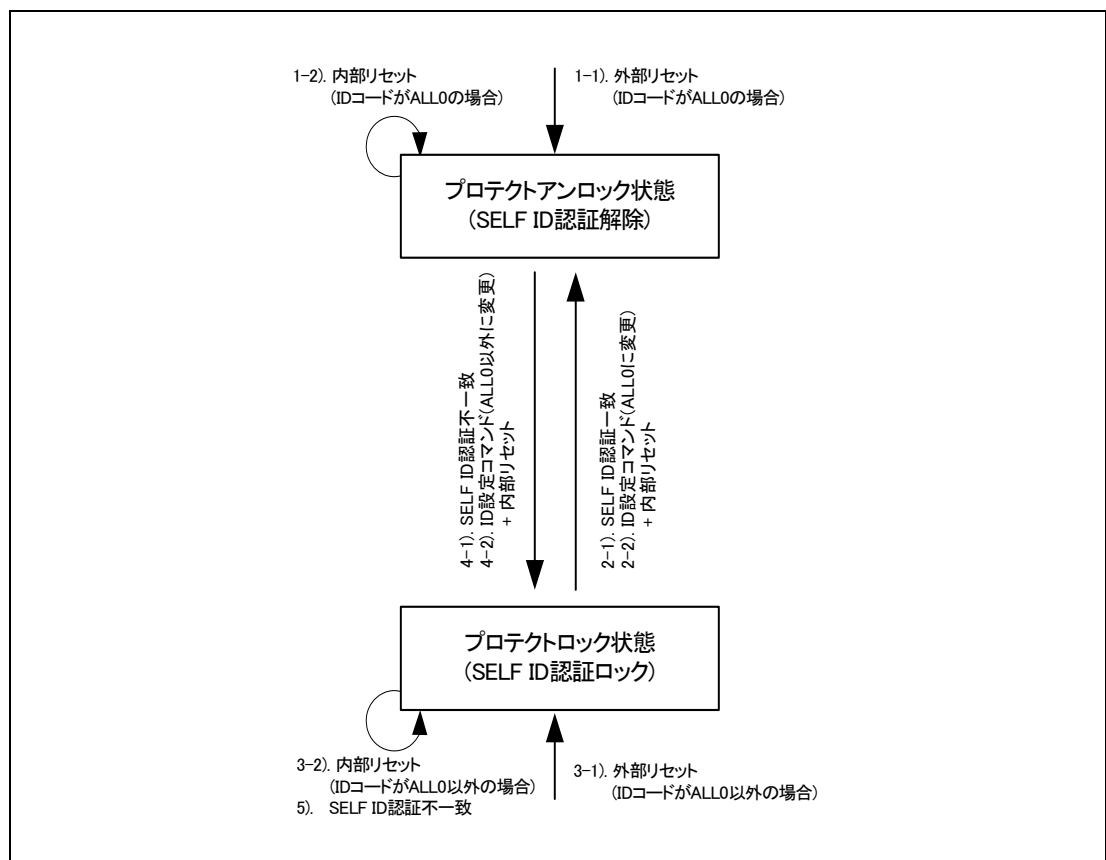 1-2). 内部リセット
(IDコードがALL0の場合)
1-1). 外部リセット
(IDコードがALL0の場合)
プロテクトアンロック状態
(SELF ID認証解除)
4-1). SELF ID認証不一致
4-2). ID設定コマンド(ALL0以外に変更)
+ 内部リセット
2-1). SELF ID認証一致
2-2). ID設定コマンド(ALL0に変更)
+ 内部リセット
プロテクトロック状態
(SELF ID認証ロック)
3-2). 内部リセット
(IDコードがALL0以外の場合)
5). SELF ID認証不一致
3-1). 外部リセット
(IDコードがALL0以外の場合)